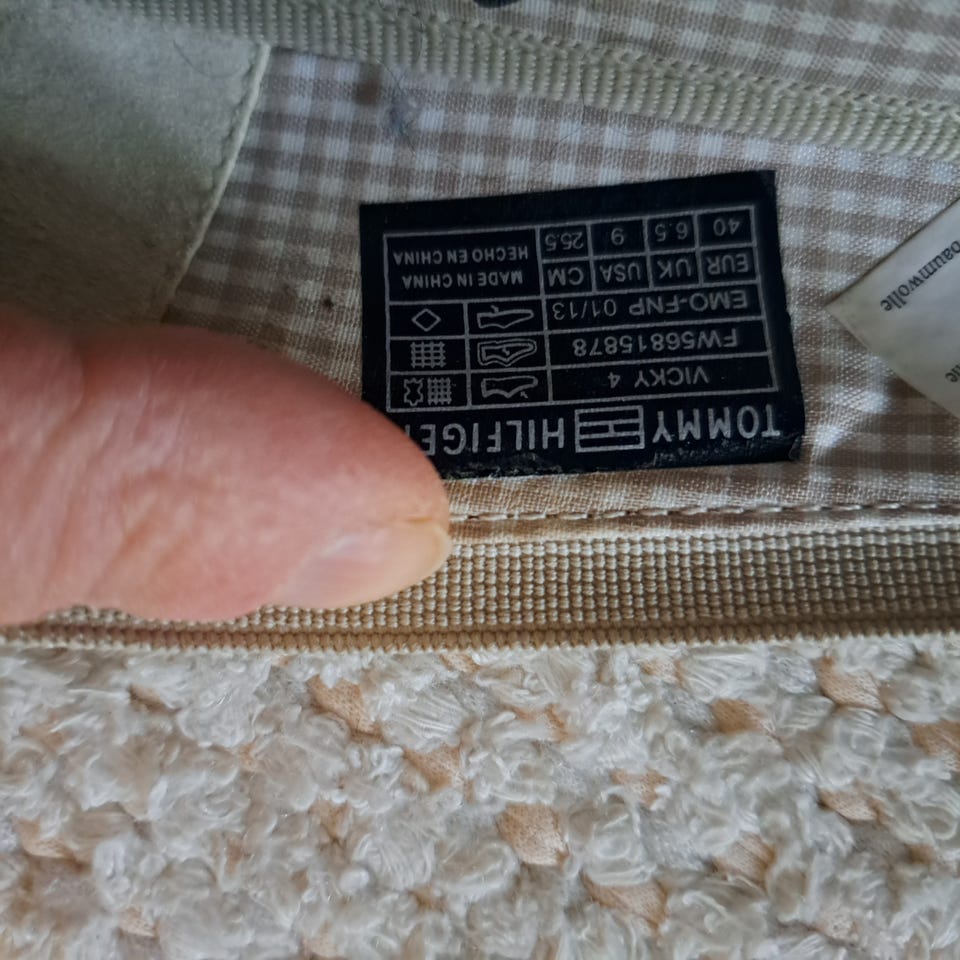 TOMMY HILFIGE
VICKY 4
FW56815878
EMO-FNP 01/13
EUR UK USA CM MADE IN CHINA
40 6.5 9 25.5 HECHO EN CHINA
baumwolle